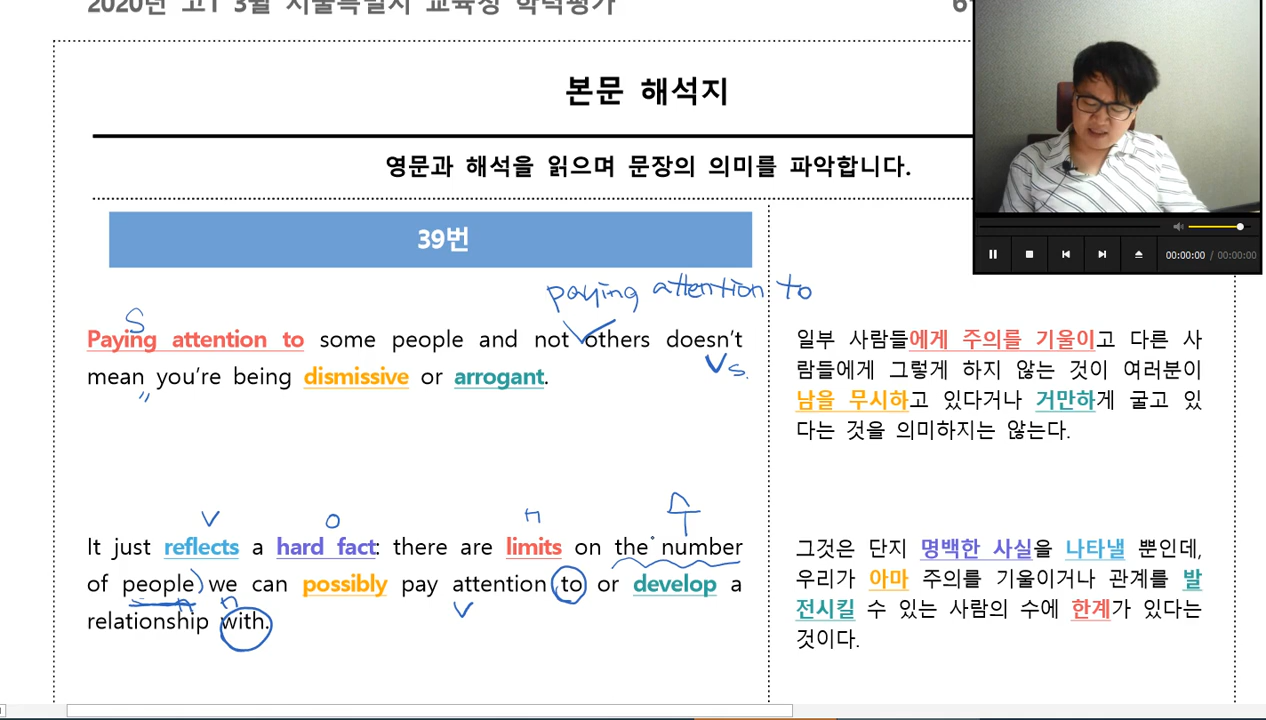 2020년 고1 3월 서울특별시 교육청 학력평가
본문 해석지
영문과 해석을 읽으며 문장의 의미를 파악합니다.
39번
00:00:00 / 00:00:00
paying attention to
S
Paying attention to some people and not others doesn't
mean you're being dismissive or arrogant.
V s.
일부 사람들에게 주의를 기울이고 다른 사
람들에게 그렇게 하지 않는 것이 여러분이
남을 무시하고 있다거나 거만하게 굴고 있
다는 것을 의미하지는 않는다.
V O n 수
It just reflects a hard fact: there are limits on the number
of people we can possibly pay attention to or develop a
n n V
relationship with.
그것은 단지 명백한 사실을 나타낼 뿐인데,
우리가 아마 주의를 기울이거나 관계를 발
전시킬 수 있는 사람의 수에 한계가 있다는
것이다.